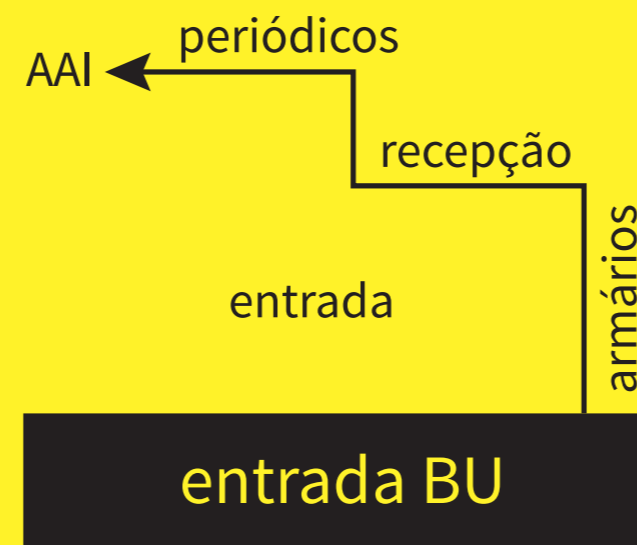 periódicos
AAI
recepção
armários
entrada
entrada BU